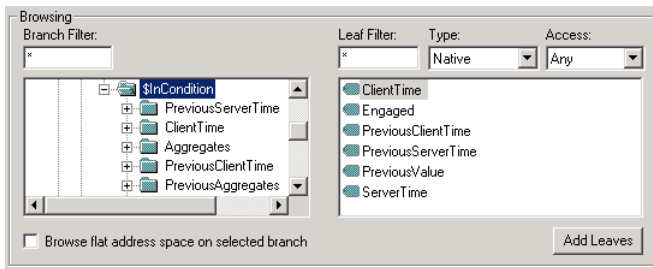 Browsing
Branch Filter:
Leaf Filter:
Type:
Access:
*
*
Native
Any
$InCondition
PreviousServerTime
ClientTime
Aggregates
PreviousClientTime
PreviousAggregates
ClientTime
Engaged
PreviousClientTime
PreviousServerTime
PreviousValue
ServerTime
Browse flat address space on selected branch
Add Leaves